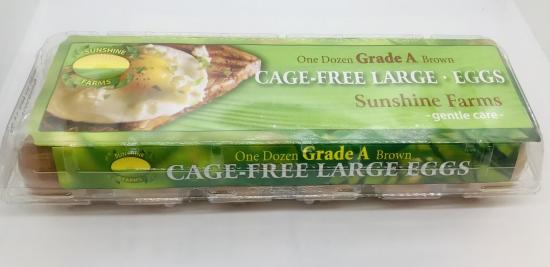 SUNSHINE
FARMS
One Dozen Grade A Brown
CAGE-FREE LARGE · EGGS
Sunshine Farms
- gentle care -
SUNSHINE
FARMS
One Dozen Grade A Brown
CAGE-FREE LARGE EGGS